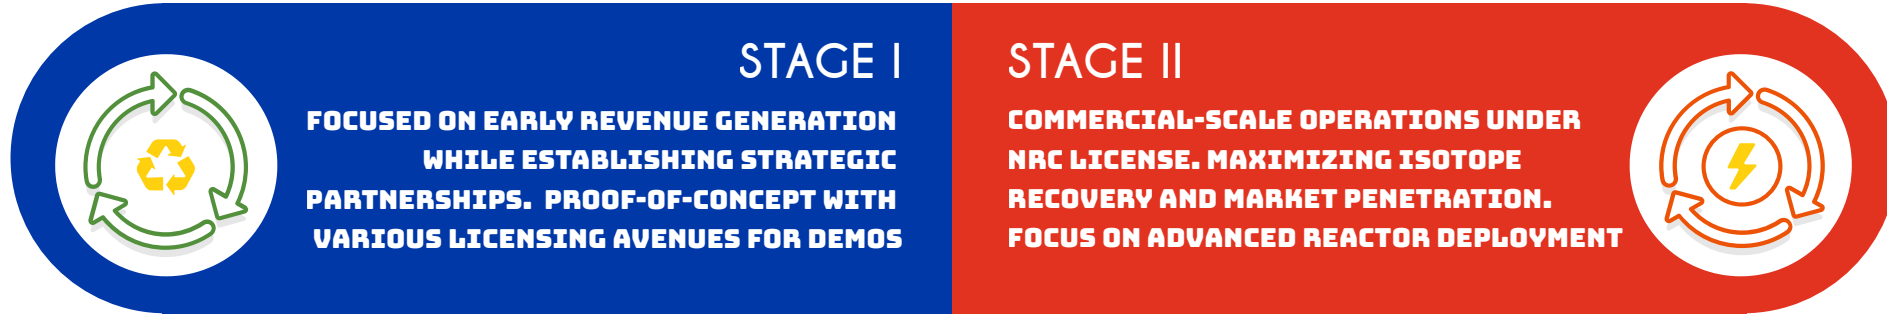 STAGE I
FOCUSED ON EARLY REVENUE GENERATION
WHILE ESTABLISHING STRATEGIC
PARTNERSHIPS. PROOF-OF-CONCEPT WITH
VARIOUS LICENSING AVENUES FOR DEMOS
STAGE II
COMMERCIAL-SCALE OPERATIONS UNDER
NRC LICENSE. MAXIMIZING ISOTOPE
RECOVERY AND MARKET PENETRATION.
FOCUS ON ADVANCED REACTOR DEPLOYMENT